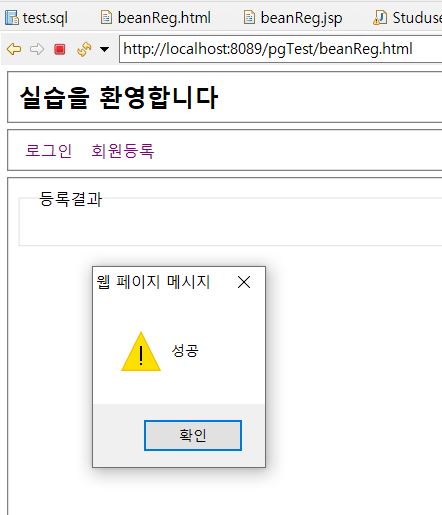 test.sql beanReg.html beanReg.jsp Studuse
http://localhost:8089/pgTest/beanReg.html
실습을 환영합니다
로그인 회원등록
등록결과
웹 페이지 메시지
성공
확인